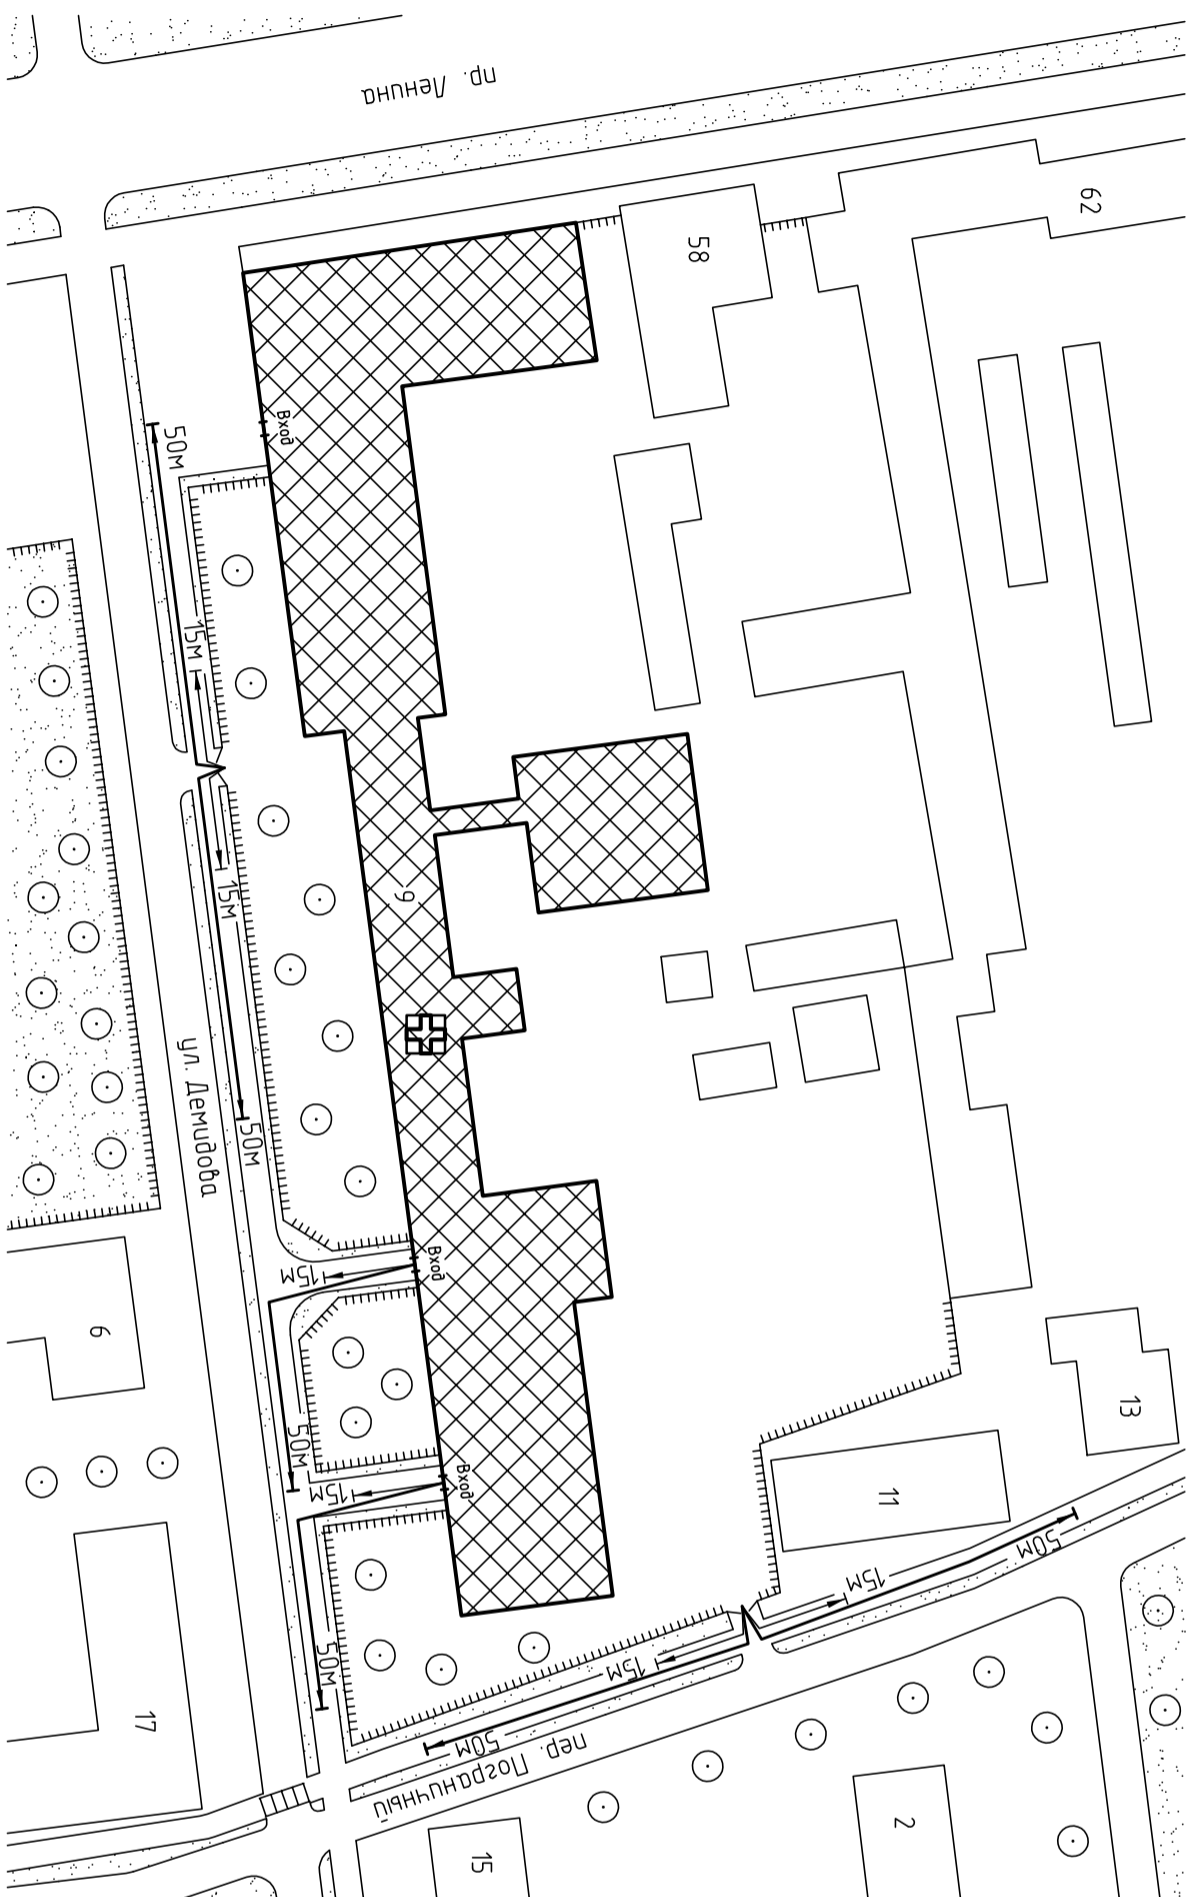 пр. Ленина
62
58
Вход
50м
15м
9
15м
ул. Демидова
50м
Вход
15м
6
13
50м
Вход
15м
11
50м
15м
15м
50м
50м
17
пер. Пограничный
2
15